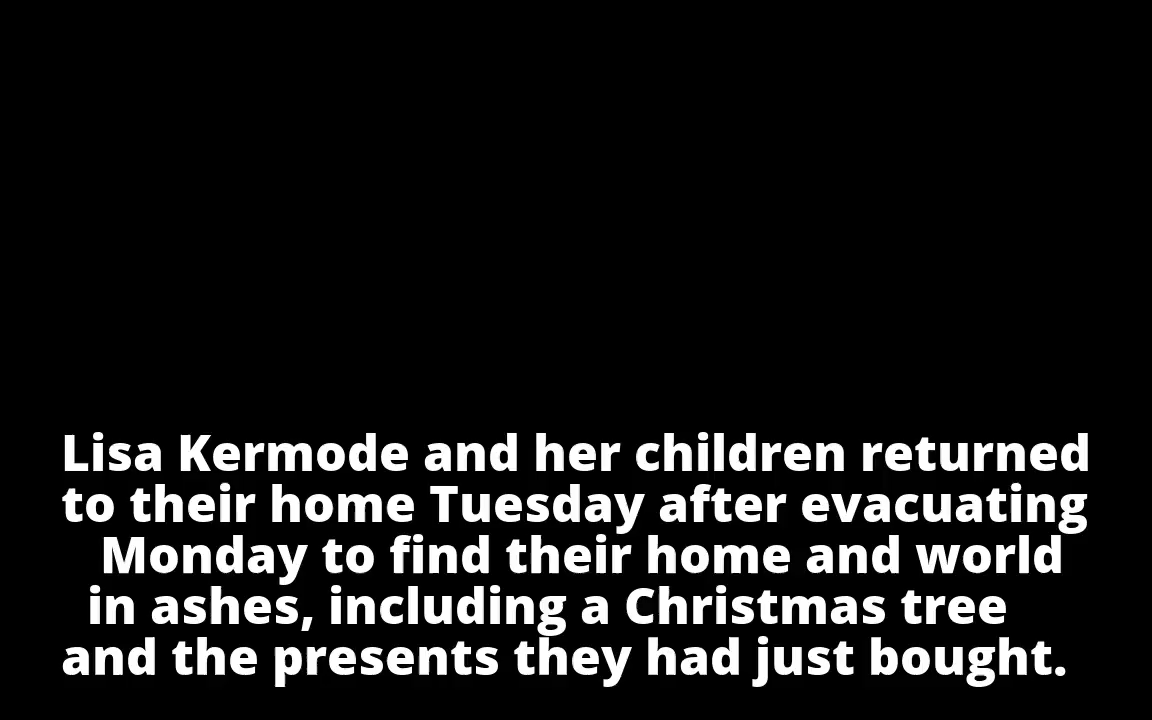 Lisa Kermode and her children returned
to their home Tuesday after evacuating
Monday to find their home and world
in ashes, including a Christmas tree
and the presents they had just bought.